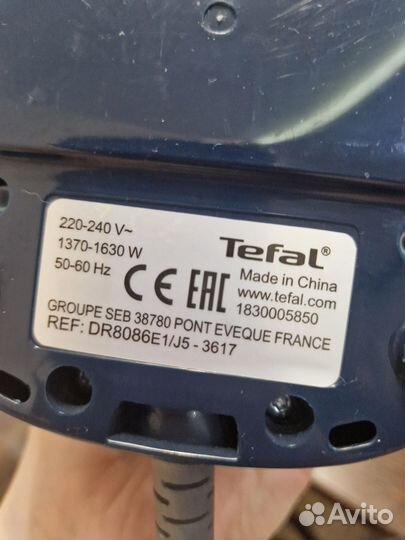 220-240 V~
1370-1630 W
50-60 Hz
Tefal®
Made in China
www.tefal.com
1830005850
CE EAC
GROUPE SEB 38780 PONT EVEQUE FRANCE
REF: DR8086E1/J5 - 3617
Avito